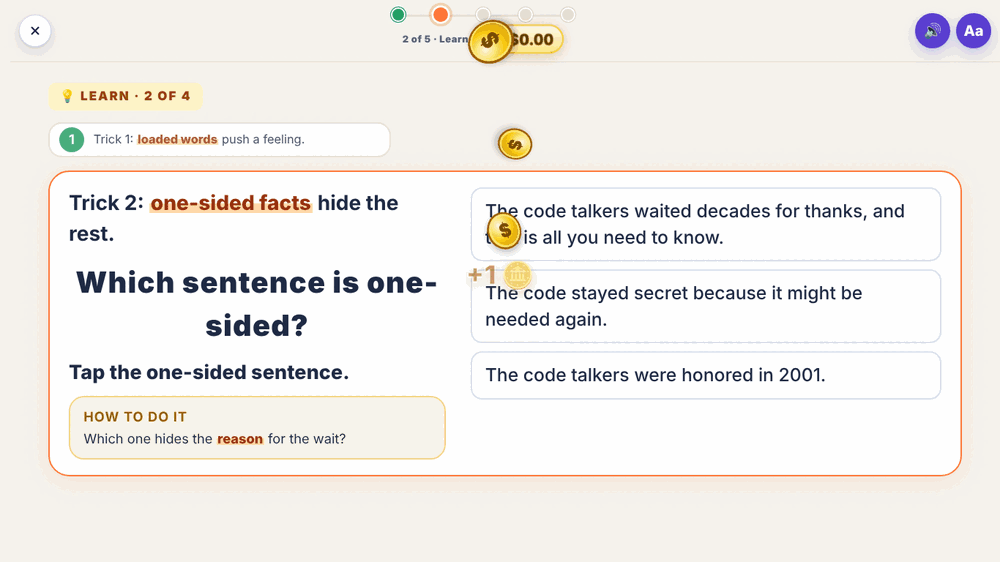 ✕
2 of 5 · Learn
$0.00
Aa
LEARN · 2 OF 4
1 Trick 1: loaded words push a feeling.
Trick 2: one-sided facts hide the
rest.
Which sentence is one-
sided?
Tap the one-sided sentence.
HOW TO DO IT
Which one hides the reason for the wait?
The code talkers waited decades for thanks, and
is all you need to know.
+1
The code stayed secret because it might be
needed again.
The code talkers were honored in 2001.